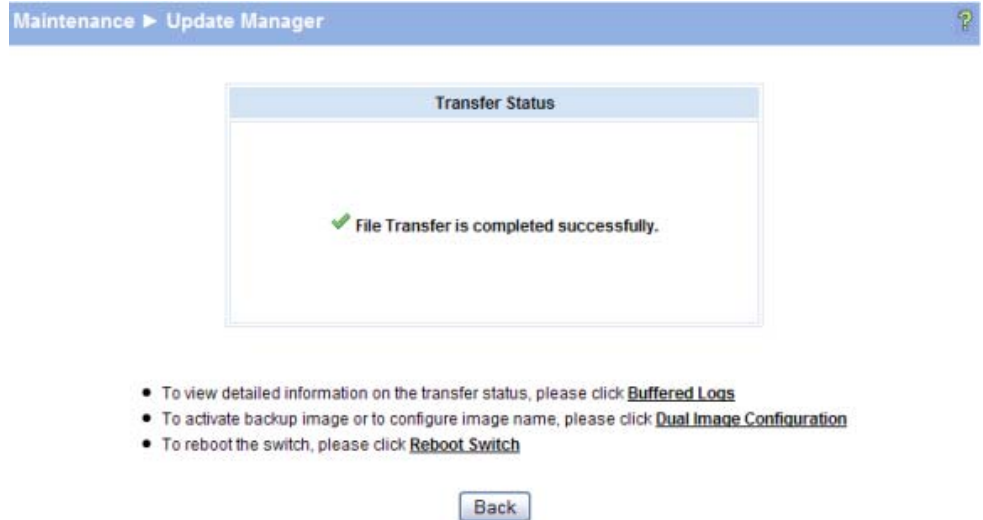 Maintenance ► Update Manager
Transfer Status
File Transfer is completed successfully.
• To view detailed information on the transfer status, please click Buffered Logs
• To activate backup image or to configure image name, please click Dual Image Configuration
• To reboot the switch, please click Reboot Switch
Back